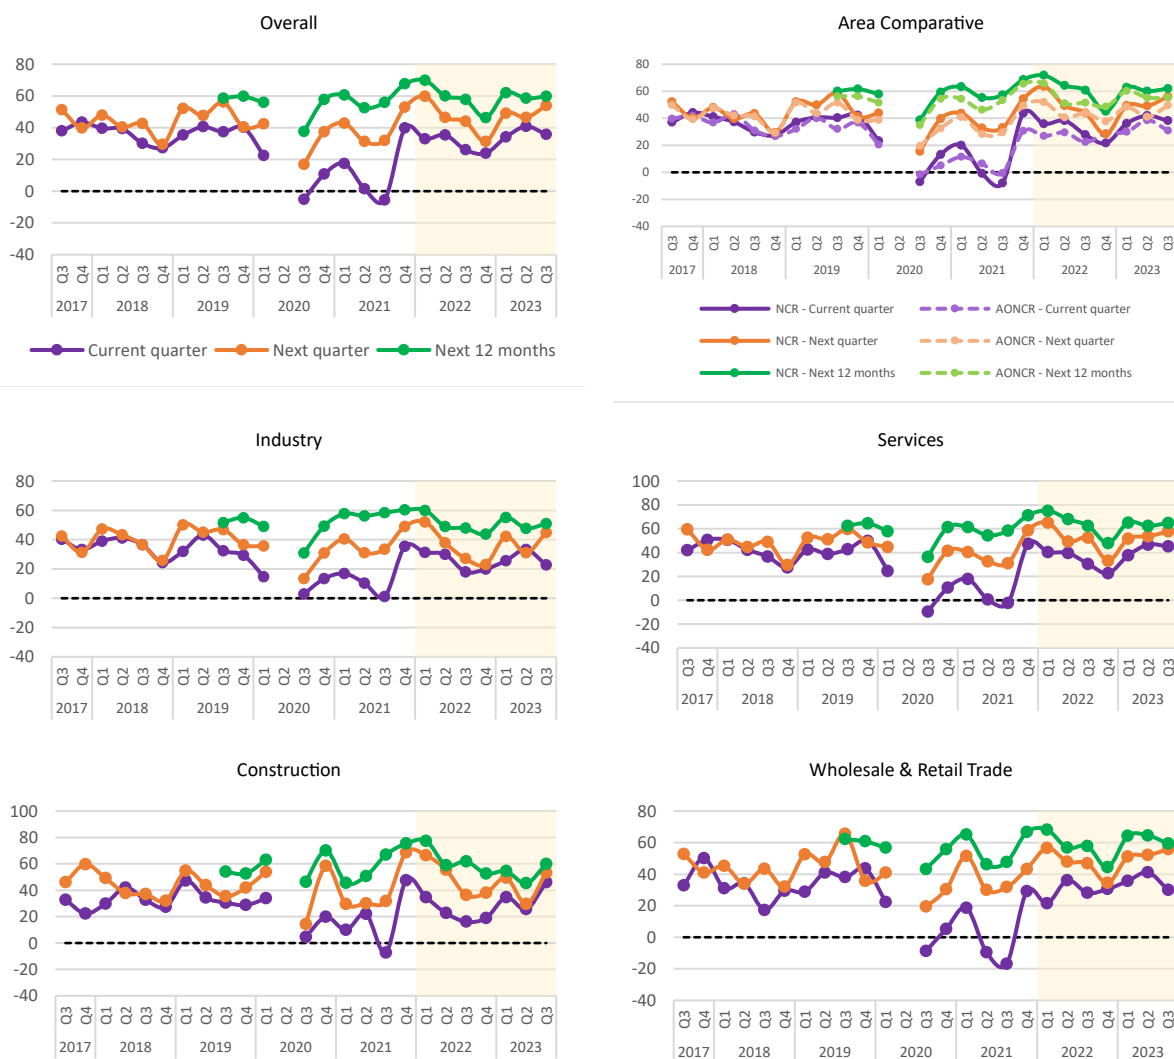 Overall
80
60
40
20
0
-20
-40
Q3 Q4 Q1 Q2 Q3 Q4 Q1 Q2 Q3 Q4 Q1 Q2 Q3 Q4 Q1 Q2 Q3 Q4 Q1 Q2 Q3 Q4 Q1 Q2 Q3
2017 2018 2019 2020 2021 2022 2023
Current quarter Next quarter Next 12 months
Area Comparative
80
60
40
20
0
-20
-40
Q3 Q4 Q1 Q2 Q3 Q4 Q1 Q2 Q3 Q4 Q1 Q2 Q3 Q4 Q1 Q2 Q3 Q4 Q1 Q2 Q3 Q4 Q1 Q2 Q3
2017 2018 2019 2020 2021 2022 2023
NCR - Current quarter AONCR - Current quarter
NCR - Next quarter AONCR - Next quarter
NCR - Next 12 months AONCR - Next 12 months
Industry
80
60
40
20
0
-20
-40
Q3 Q4 Q1 Q2 Q3 Q4 Q1 Q2 Q3 Q4 Q1 Q2 Q3 Q4 Q1 Q2 Q3 Q4 Q1 Q2 Q3 Q4 Q1 Q2 Q3
2017 2018 2019 2020 2021 2022 2023
Services
100
80
60
40
20
0
-20
-40
Q3 Q4 Q1 Q2 Q3 Q4 Q1 Q2 Q3 Q4 Q1 Q2 Q3 Q4 Q1 Q2 Q3 Q4 Q1 Q2 Q3 Q4 Q1 Q2 Q3
2017 2018 2019 2020 2021 2022 2023
Construction
100
80
60
40
20
0
-20
-40
Q3 Q4 Q1 Q2 Q3 Q4 Q1 Q2 Q3 Q4 Q1 Q2 Q3 Q4 Q1 Q2 Q3 Q4 Q1 Q2 Q3 Q4 Q1 Q2 Q3
2017 2018 2019 2020 2021 2022 2023
Wholesale & Retail Trade
80
60
40
20
0
-20
-40
Q3 Q4 Q1 Q2 Q3 Q4 Q1 Q2 Q3 Q4 Q1 Q2 Q3 Q4 Q1 Q2 Q3 Q4 Q1 Q2 Q3 Q4 Q1 Q2 Q3
2017 2018 2019 2020 2021 2022 2023